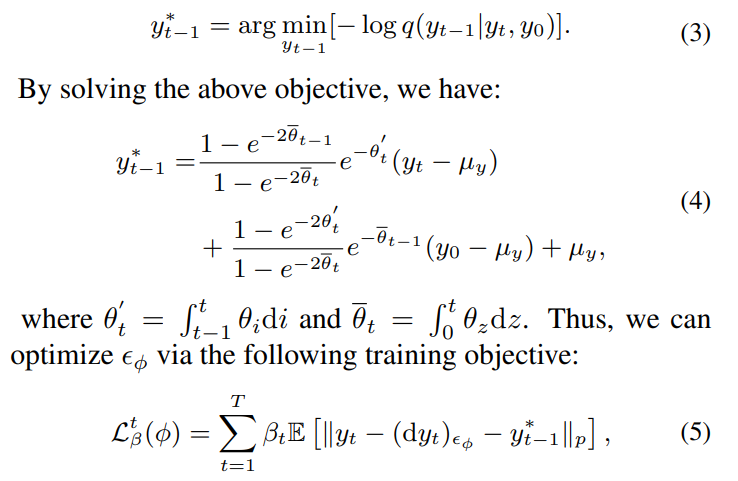 $y_{t-1}^{*} = \arg\min_{y_{t-1}} [-\log q(y_{t-1}|y_t, y_0)].$ (3)
By solving the above objective, we have:
$y_{t-1}^{*} = \frac{1 - e^{-2\overline{\theta}_{t-1}}}{1 - e^{-2\overline{\theta}_t}} e^{-\theta_t^{'}} (y_t - \mu_y)$
$+ \frac{1 - e^{-2\theta_t^{'}}}{1 - e^{-2\overline{\theta}_t}} e^{-\overline{\theta}_{t-1}} (y_0 - \mu_y) + \mu_y,$ (4)
where $\theta_t^{'} = \int_{t-1}^{t} \theta_i \mathrm{d}i$ and $\overline{\theta}_t = \int_0^t \theta_z \mathrm{d}z$. Thus, we can
optimize $\epsilon_\phi$ via the following training objective:
$\mathcal{L}_\beta^t(\phi) = \sum_{t=1}^{T} \beta_t \mathbb{E} \left[ \| y_t - (\mathrm{d}y_t)_{\epsilon_\phi} - y_{t-1}^{*} \|_p \right],$ (5)